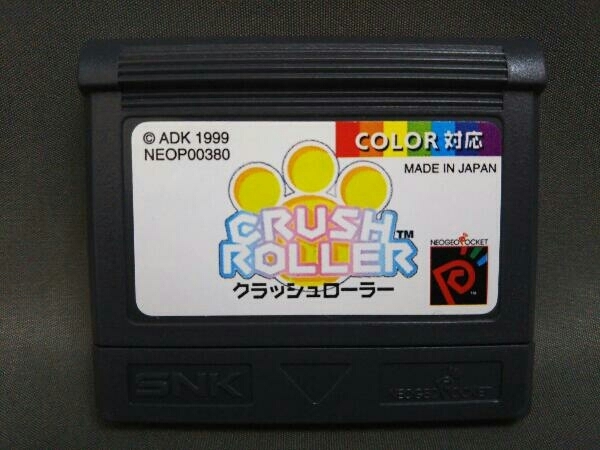 © ADK 1999
NEOP00380
COLOR 対応
MADE IN JAPAN
CRUSH
ROLLER™
クラッシュローラー
NEOGEO POCKET
TM
SNK
NEOGEO POCKET